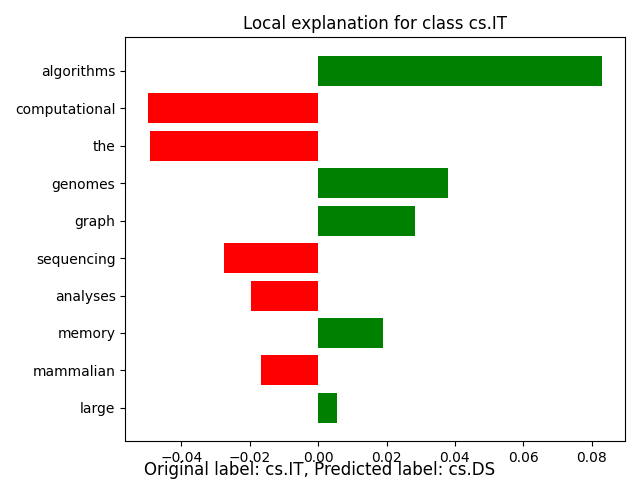 Local explanation for class cs.IT
algorithms
computational
the
genomes
graph
sequencing
analyses
memory
mammalian
large
−0.04 −0.02 0.00 0.02 0.04 0.06 0.08
Original label: cs.IT, Predicted label: cs.DS